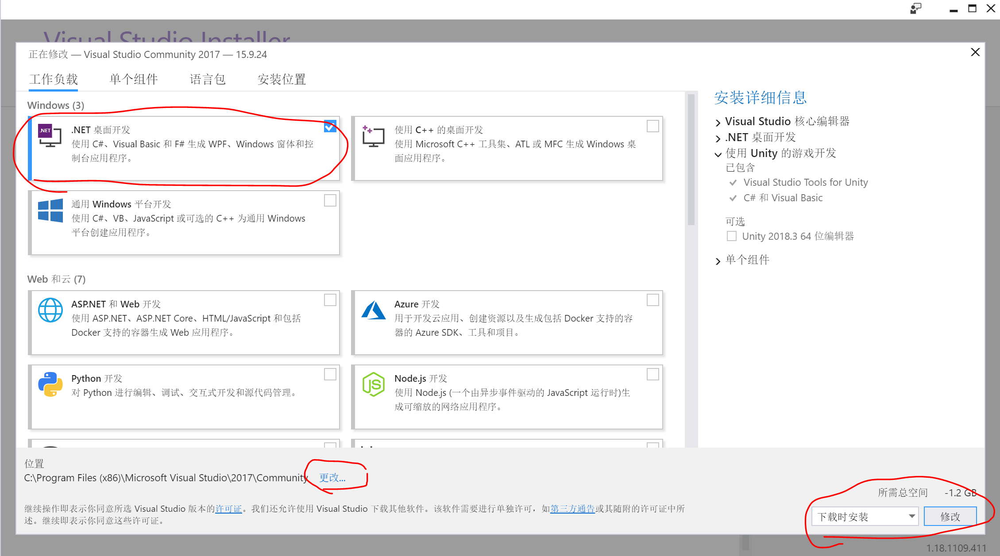 Visual Studio Installer
正在修改 — Visual Studio Community 2017 — 15.9.24
工作负载 单个组件 语言包 安装位置
Windows (3)
.NET
.NET 桌面开发
使用 C#、Visual Basic 和 F# 生成 WPF、Windows 窗体和控
制台应用程序。
使用 C++ 的桌面开发
使用 Microsoft C++ 工具集、ATL 或 MFC 生成 Windows 桌
面应用程序。
通用 Windows 平台开发
使用 C#、VB、JavaScript 或可选的 C++ 为通用 Windows
平台创建应用程序。
Web 和云 (7)
ASP.NET 和 Web 开发
使用 ASP.NET、ASP.NET Core、HTML/JavaScript 和包括
Docker 支持的容器生成 Web 应用程序。
Azure 开发
用于开发云应用、创建资源以及生成包括 Docker 支持的容
器的 Azure SDK、工具和项目。
Python 开发
对 Python 进行编辑、调试、交互式开发和源代码管理。
JS
Node.js 开发
使用 Node.js (一个由异步事件驱动的 JavaScript 运行时)生
成可缩放的网络应用程序。
安装详细信息
Visual Studio 核心编辑器
.NET 桌面开发
使用 Unity 的游戏开发
已包含
Visual Studio Tools for Unity
C# 和 Visual Basic
可选
Unity 2018.3 64 位编辑器
单个组件
位置
C:\Program Files (x86)\Microsoft Visual Studio\2017\Community 更改...
继续操作即表示你同意所选 Visual Studio 版本的许可证。我们还允许使用 Visual Studio 下载其他软件。该软件需要进行单独许可，如第三方通告或其随附的许可证中所
述。继续即表示你同意这些许可证。
所需总空间 -1.2 GB
下载时安装 修改
1.18.1109.411